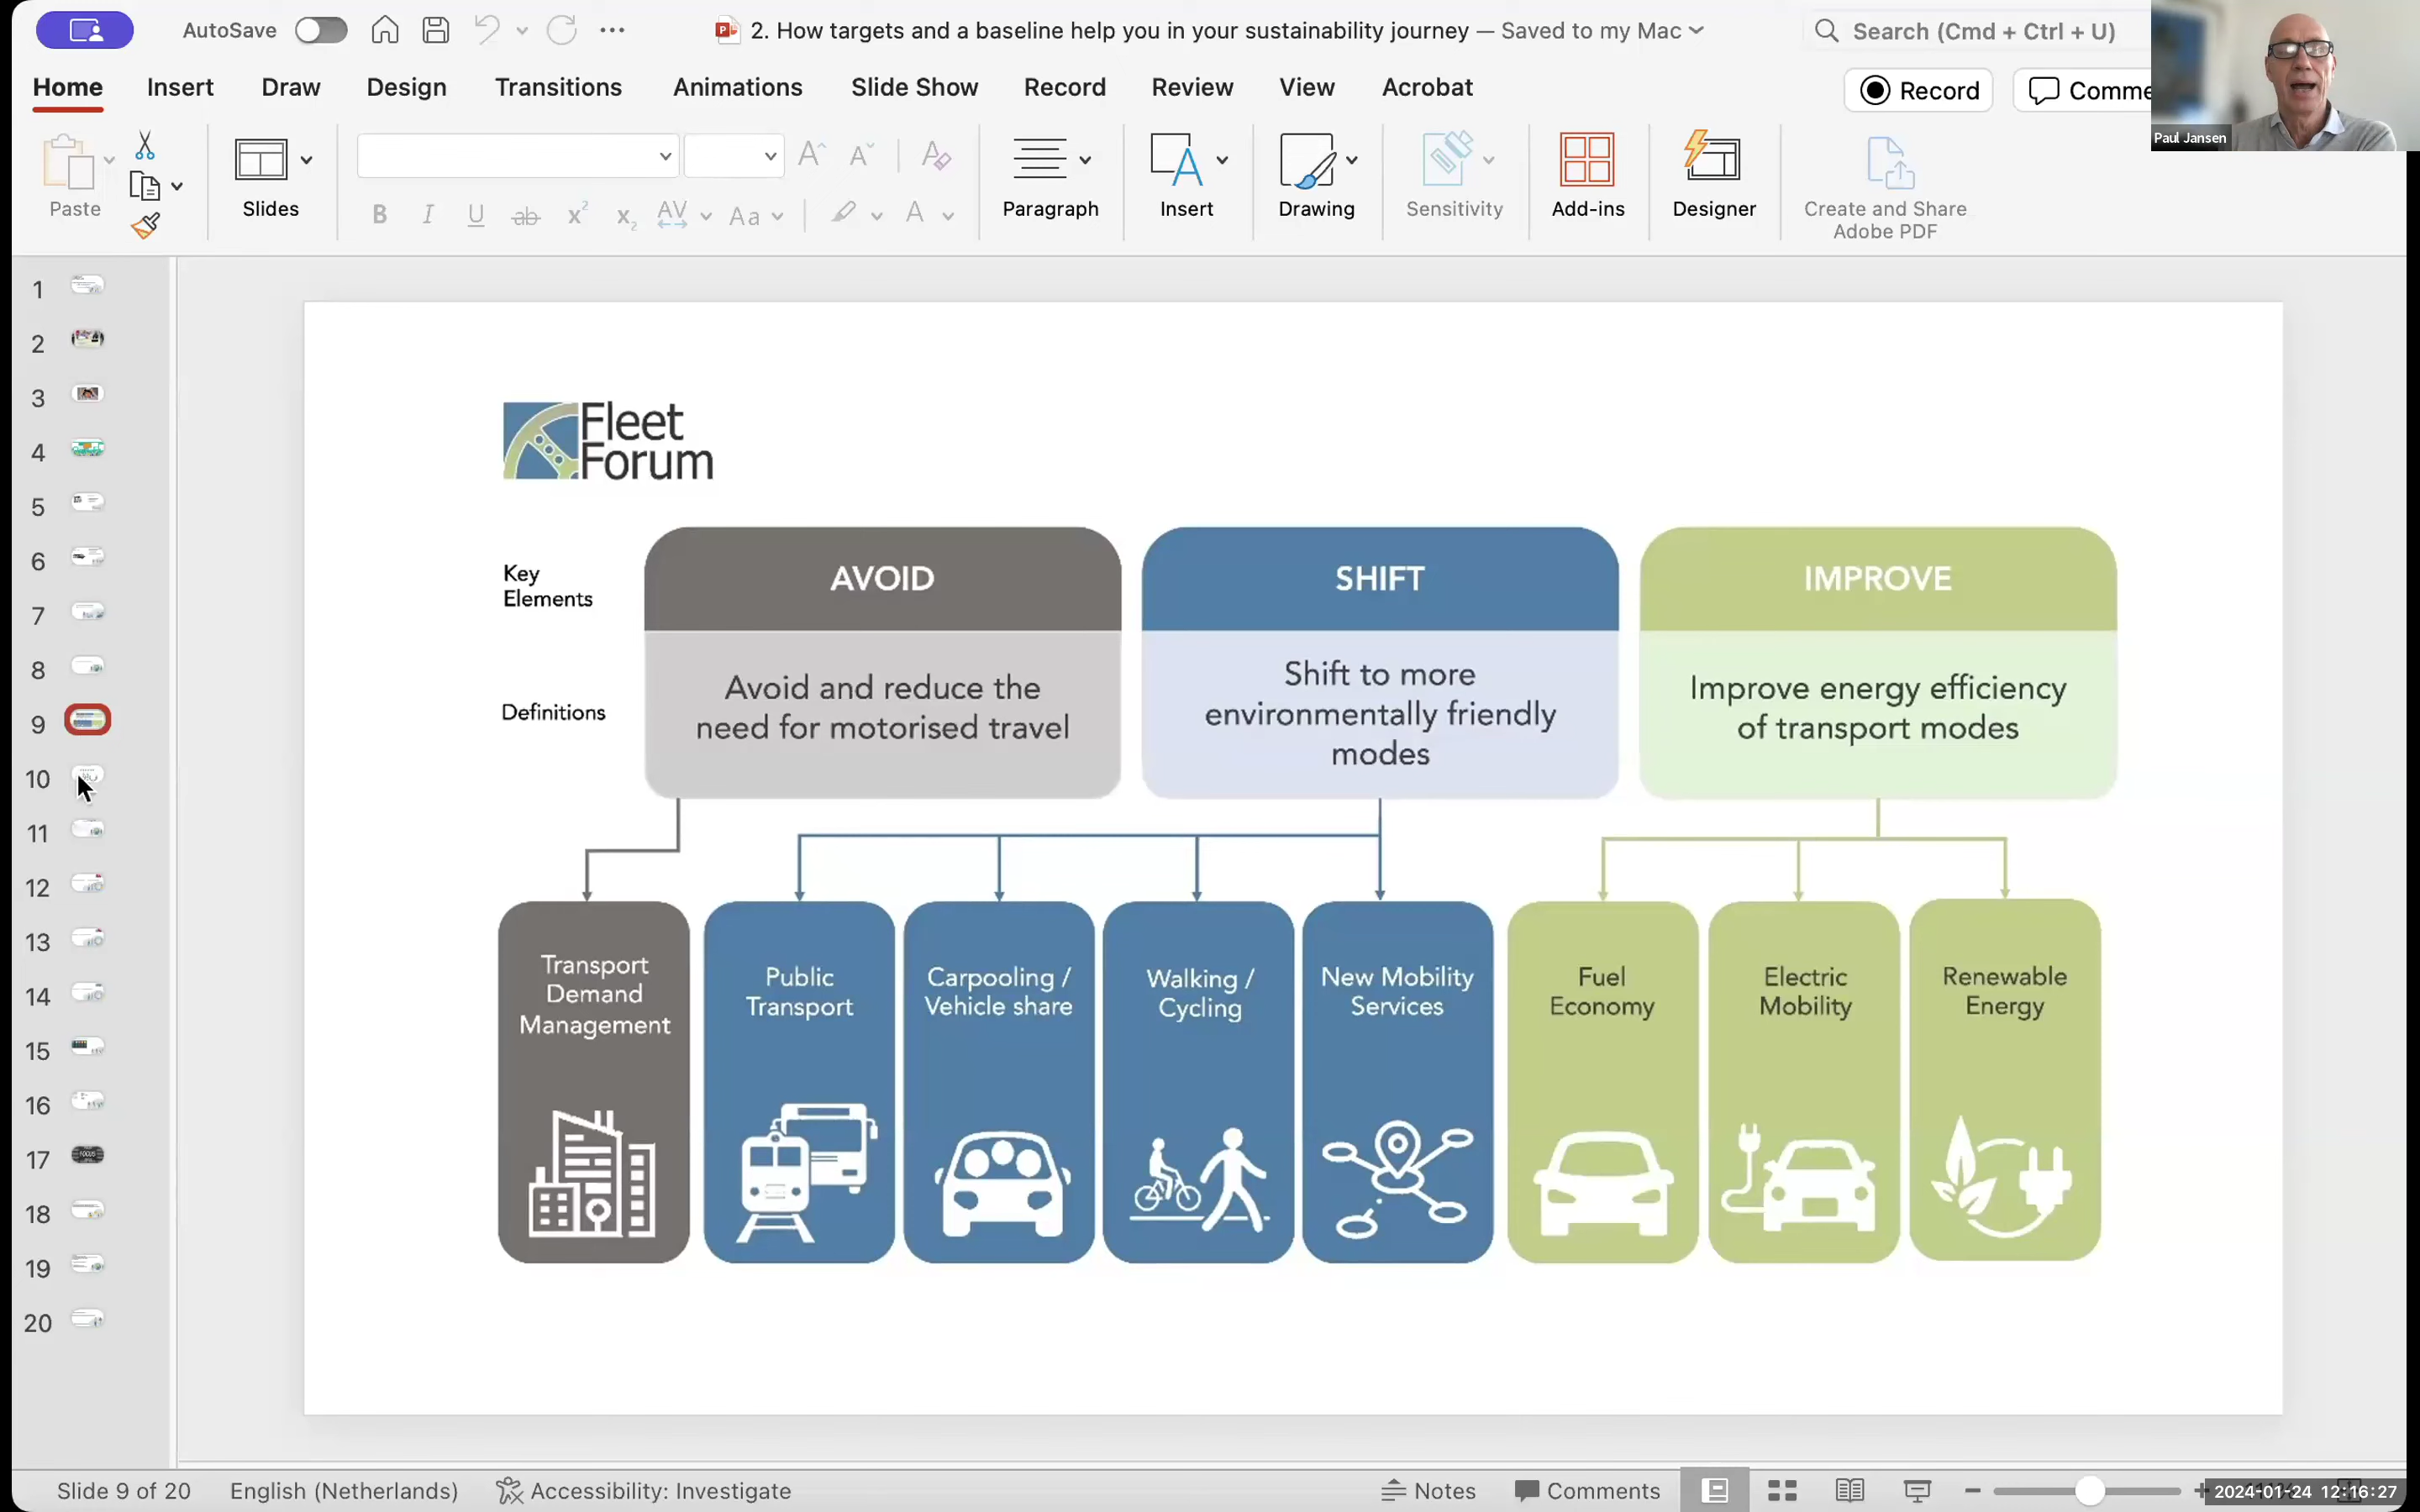 AutoSave
2. How targets and a baseline help you in your sustainability journey — Saved to my Mac
Search (Cmd + Ctrl + U)
Home Insert Draw Design Transitions Animations Slide Show Record Review View Acrobat
Record
Comme
Paul Jansen
Paste
Slides
Paragraph
Insert
Drawing
Sensitivity
Add-ins
Designer
Create and Share
Adobe PDF
1
2
3
4
5
6
7
8
9
10
11
12
13
14
15
16
17
18
19
20
Fleet
Forum
Key
Elements
AVOID
SHIFT
IMPROVE
Definitions
Avoid and reduce the
need for motorised travel
Shift to more
environmentally friendly
modes
Improve energy efficiency
of transport modes
Transport
Demand
Management
Public
Transport
Carpooling /
Vehicle share
Walking /
Cycling
New Mobility
Services
Fuel
Economy
Electric
Mobility
Renewable
Energy
Slide 9 of 20
English (Netherlands)
Accessibility: Investigate
Notes
Comments
2024-01-24 12:16:27